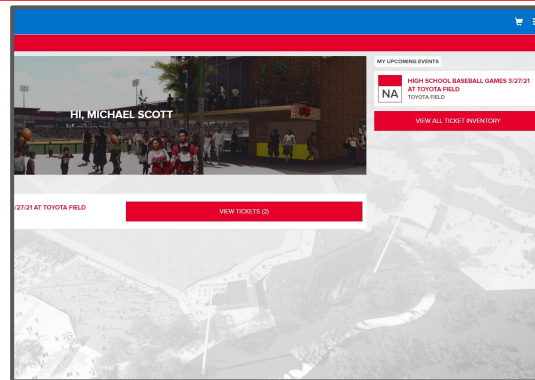 MY UPCOMING EVENTS
HI, MICHAEL SCOTT
NA
HIGH SCHOOL BASEBALL GAMES 3/27/21
AT TOYOTA FIELD
TOYOTA FIELD
VIEW ALL TICKET INVENTORY
/27/21 AT TOYOTA FIELD
VIEW TICKETS (2)